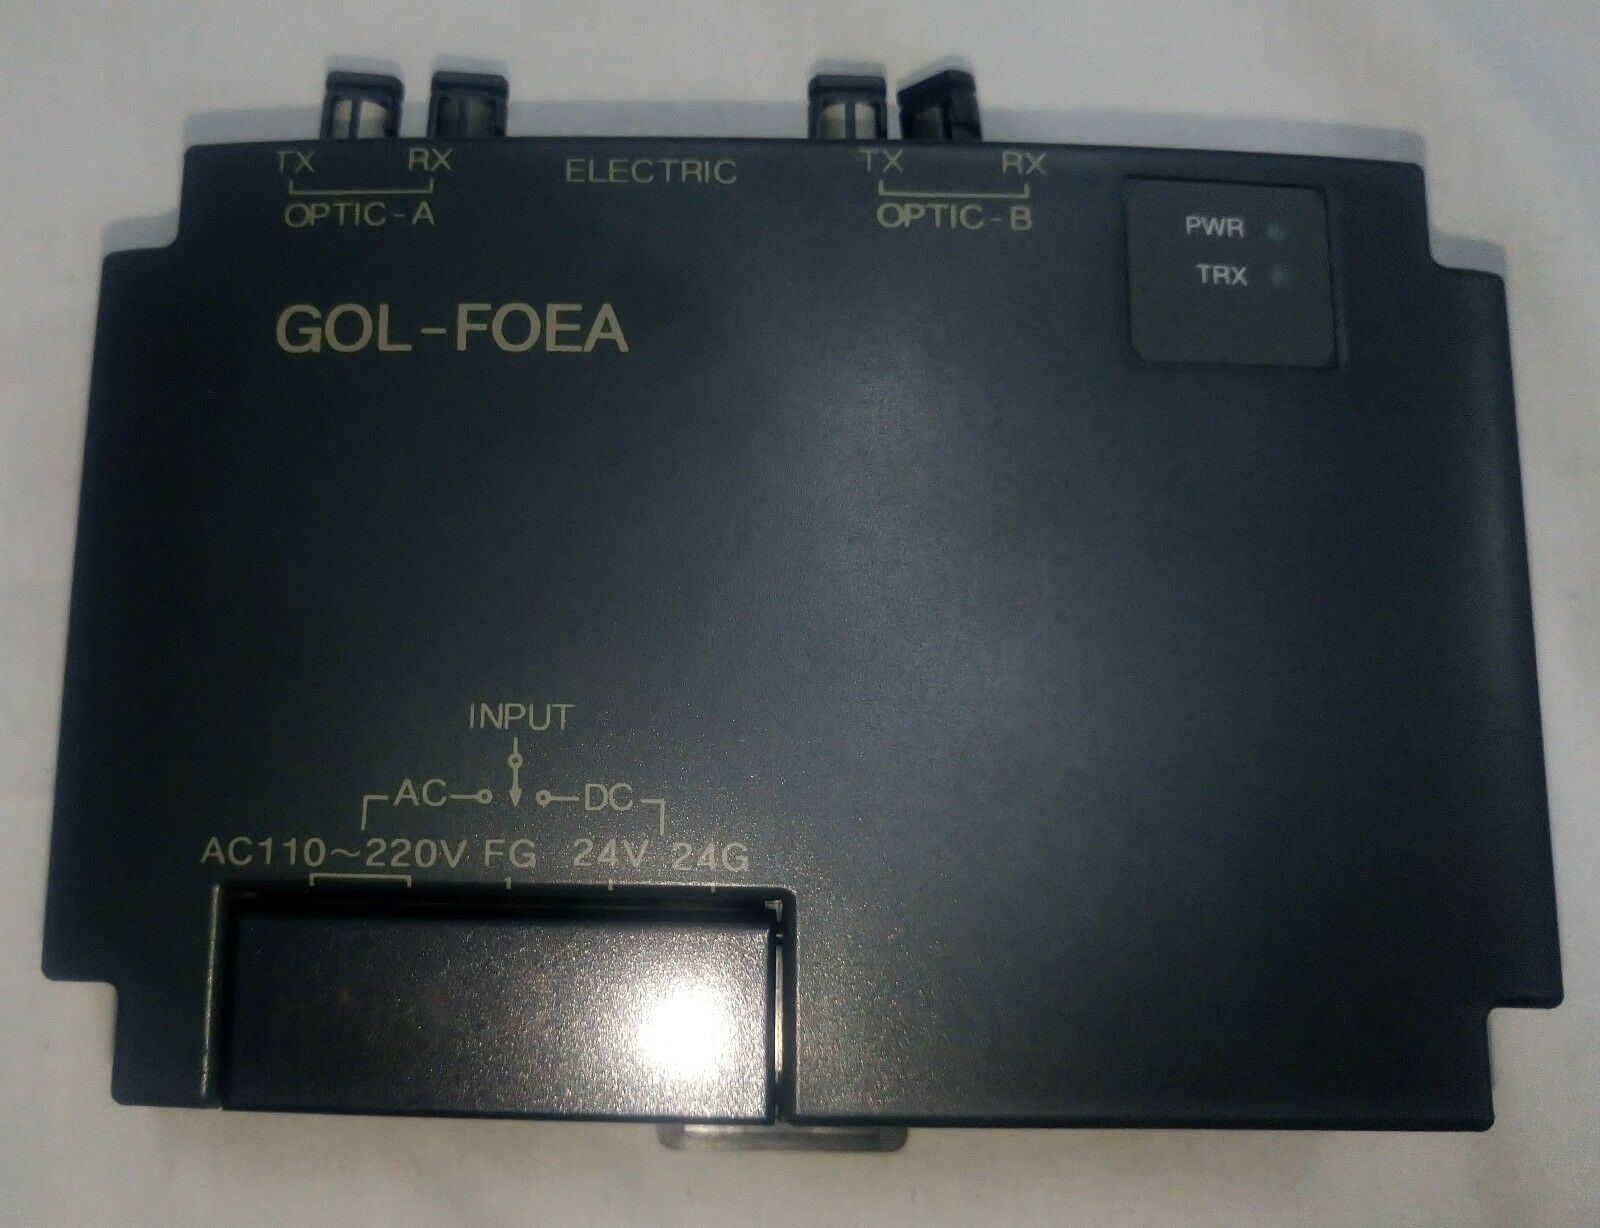 TX RX ELECTRIC TX RX
OPTIC-A OPTIC-B
PWR
TRX
GOL-FOEA
INPUT
AC DC
AC110~220V FG 24V 24G